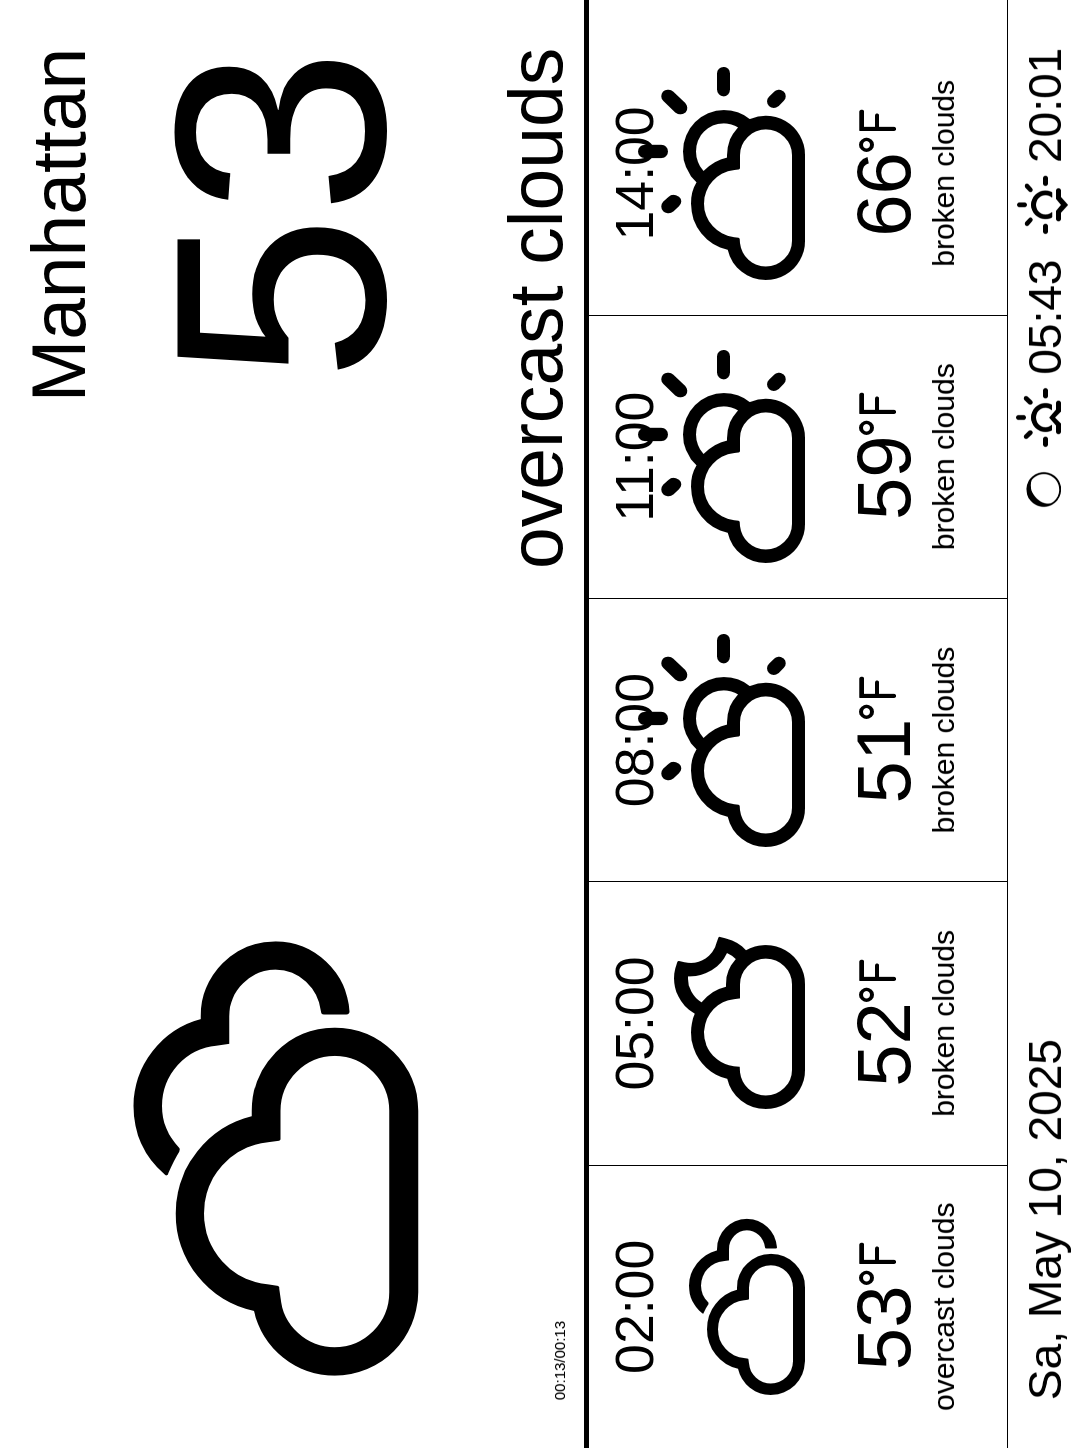 Manhattan
53
overcast clouds
00:13/00:13
02:00
53°F
overcast clouds
05:00
52°F
broken clouds
08:00
51°F
broken clouds
11:00
59°F
broken clouds
14:00
66°F
broken clouds
Sa, May 10, 2025
05:43 20:01